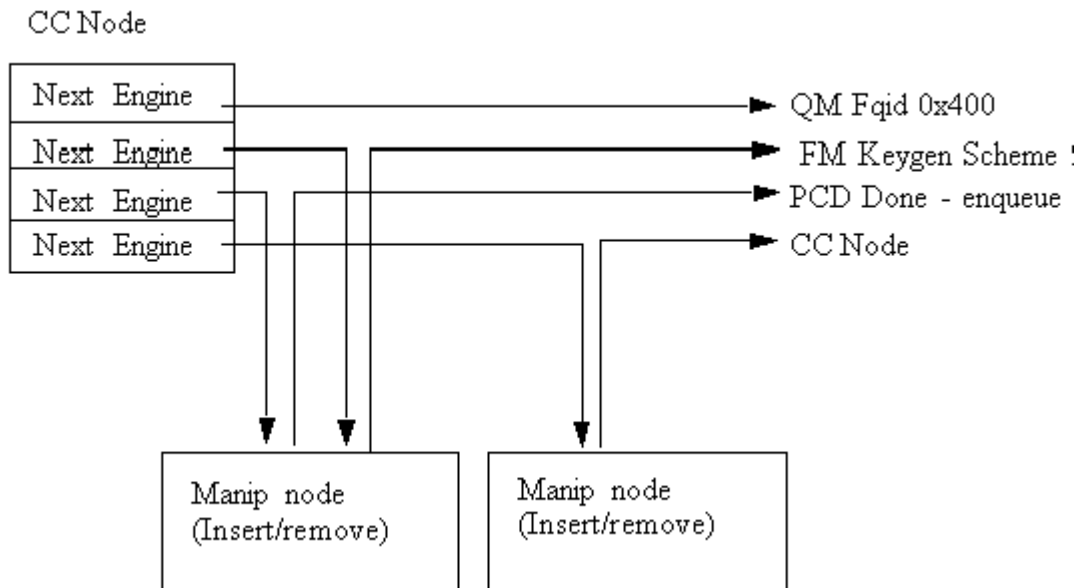 CC Node
Next Engine
QM Fqid 0x400
Next Engine
FM Keygen Scheme
Next Engine
PCD Done - enqueue
Next Engine
CC Node
Manip node
(Insert/remove)
Manip node
(Insert/remove)